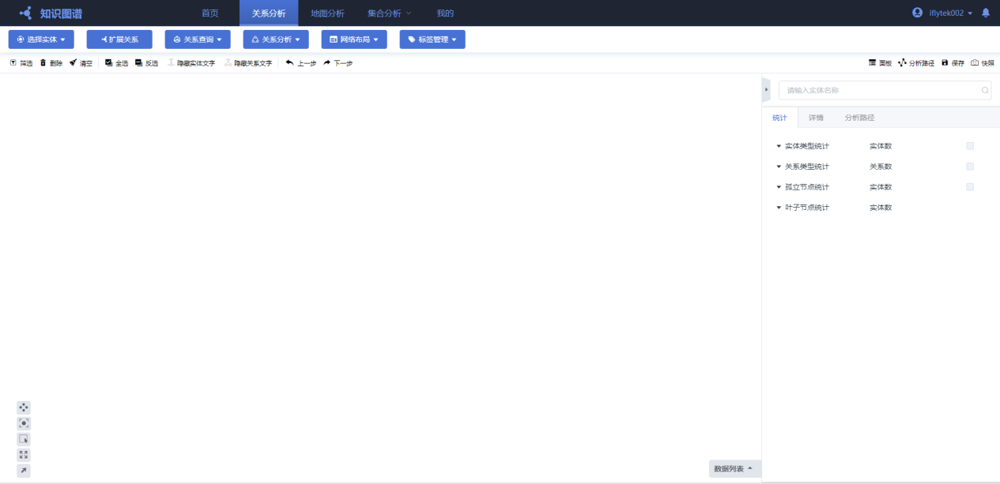 知识图谱 首页 关系分析 地图分析 集合分析 我的 iflytek002
选择实体 扩展关系 关系查询 关系分析 网络布局 标签管理
筛选 删除 清空 全选 反选 隐藏实体文字 隐藏关系文字 上一步 下一步 面板 分析路径 保存 快照
请输入实体名称
统计 详情 分析路径
实体类型统计 实体数
关系类型统计 关系数
孤立节点统计 实体数
叶子节点统计 实体数
数据列表